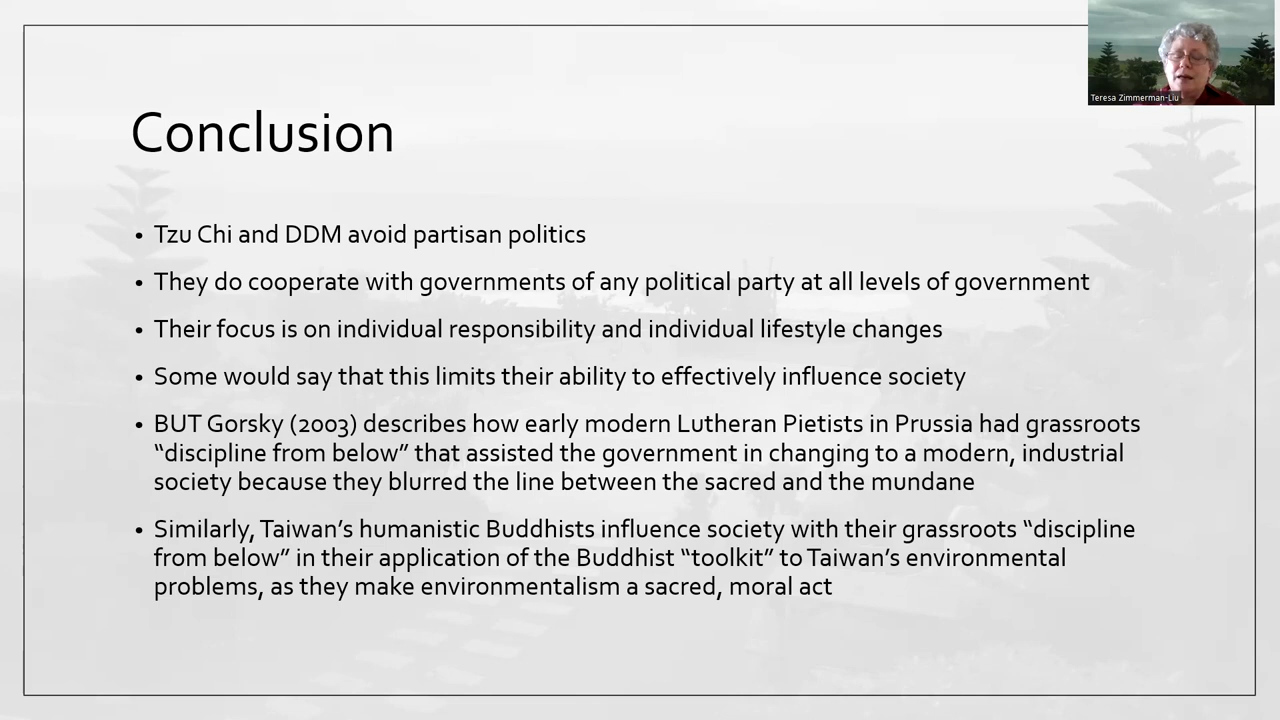 Teresa Zimmerman-Liu
Conclusion
• Tzu Chi and DDM avoid partisan politics
• They do cooperate with governments of any political party at all levels of government
• Their focus is on individual responsibility and individual lifestyle changes
• Some would say that this limits their ability to effectively influence society
• BUT Gorsky (2003) describes how early modern Lutheran Pietists in Prussia had grassroots
“discipline from below” that assisted the government in changing to a modern, industrial
society because they blurred the line between the sacred and the mundane
• Similarly, Taiwan’s humanistic Buddhists influence society with their grassroots “discipline
from below” in their application of the Buddhist “toolkit” to Taiwan’s environmental
problems, as they make environmentalism a sacred, moral act